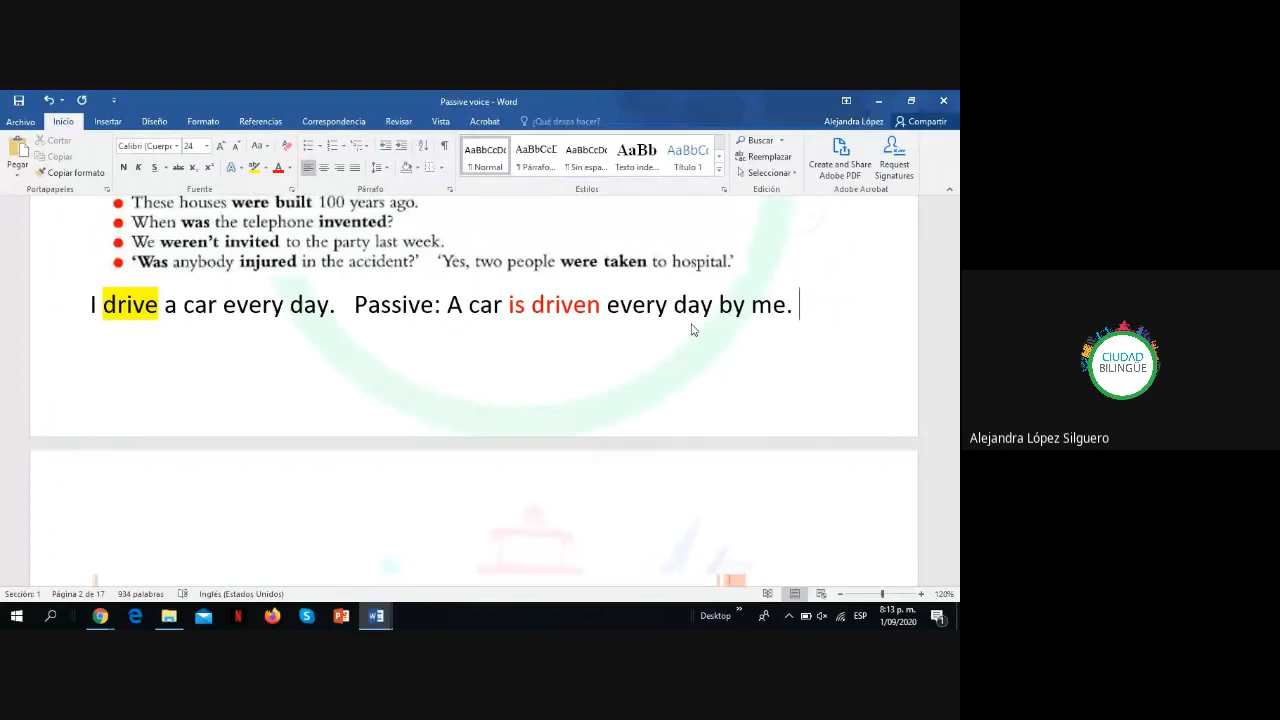 Passive voice - Word
Archivo Inicio Insertar Diseño Formato Referencias Correspondencia Revisar Vista Acrobat ¿Qué desea hacer? Alejandra López Compartir
Pegar
Cortar
Copiar
Copiar formato
Calibri (Cuerp 24
N K S abc x₂ x² A
AaBbCcDc AaBbCcD AaBbCcDc AaBb AaBbCc
¶ Normal ¶ Párrafo... ¶ Sin espa... Texto inde... Título 1
Buscar
Reemplazar
Seleccionar
Create and Share Adobe PDF
Request Signatures
Portapapeles Fuente Párrafo Estilos Edición Adobe Acrobat
These houses were built 100 years ago.
When was the telephone invented?
We weren't invited to the party last week.
'Was anybody injured in the accident?' 'Yes, two people were taken to hospital.'
I drive a car every day. Passive: A car is driven every day by me.
CIUDAD
BILINGÜE
Alejandra López Silguero
Sección: 1 Página 2 de 17 934 palabras Inglés (Estados Unidos) 120%
Desktop ESP 8:13 p. m.
1/09/2020